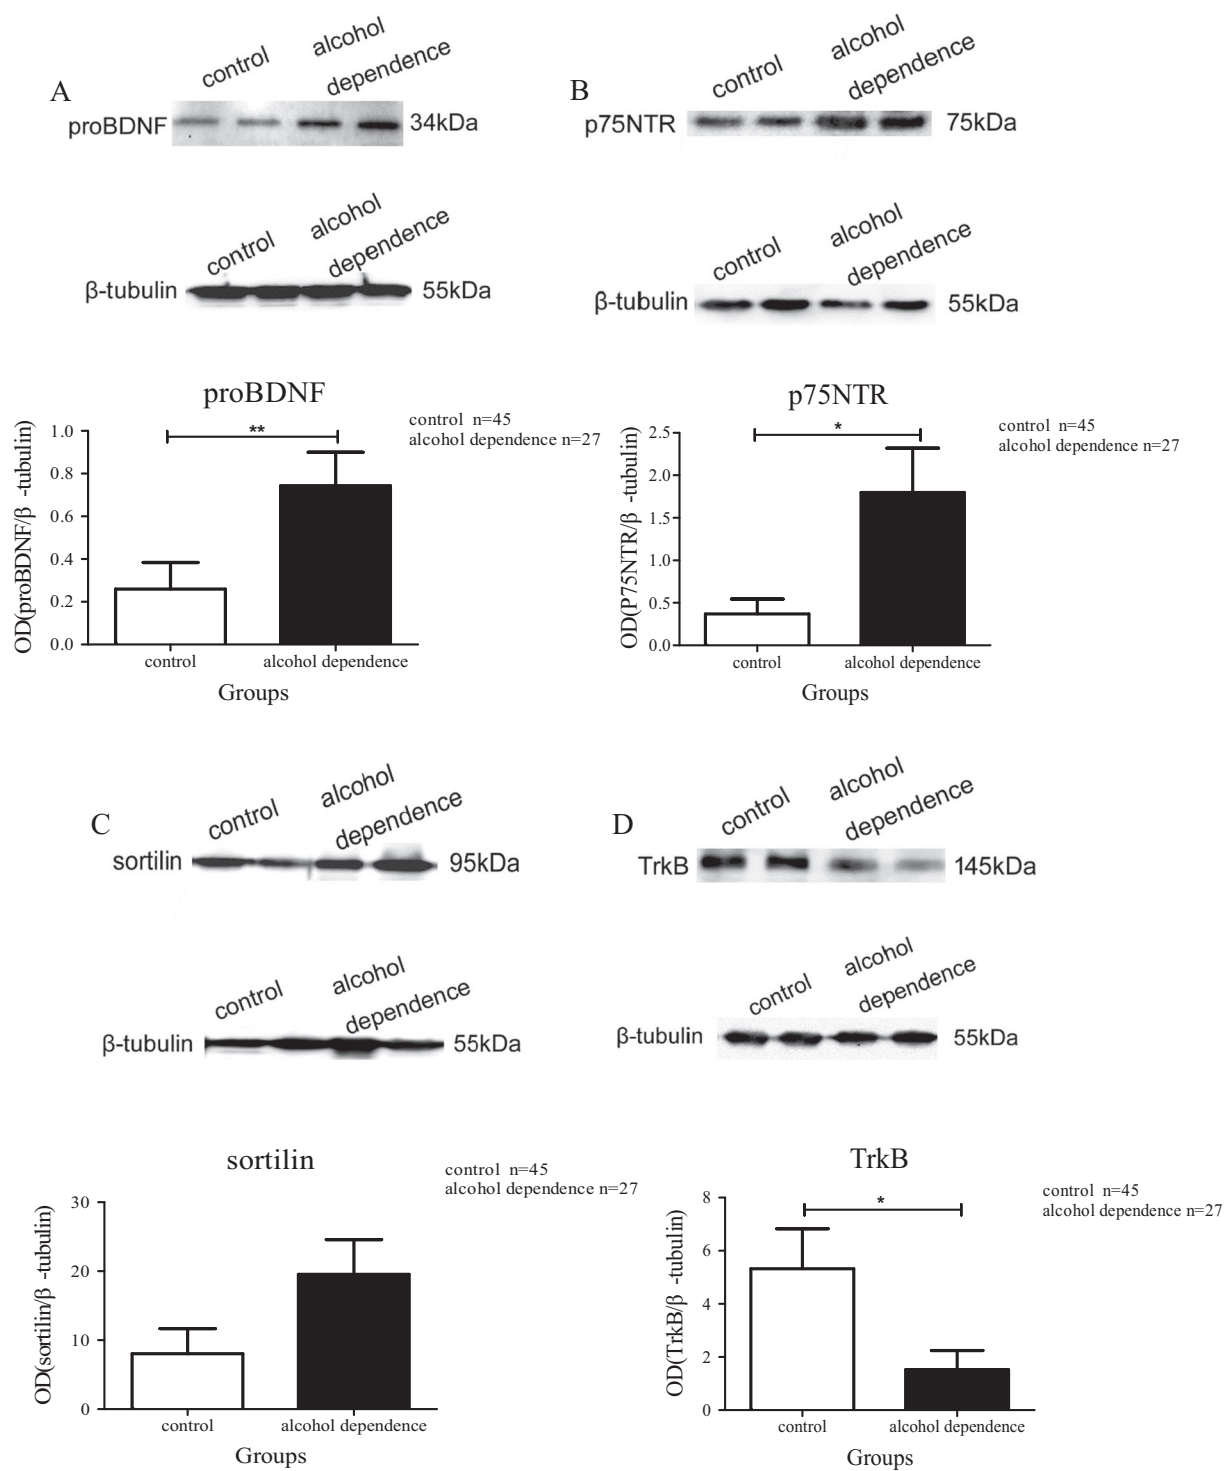 A
control
alcohol
dependence
proBDNF
34kDa
control
alcohol
dependence
β-tubulin
55kDa
proBDNF
control n=45
alcohol dependence n=27
**
OD(proBDNF/β -tubulin)
1.0
0.8
0.6
0.4
0.2
0.0
control
alcohol dependence
Groups
B
control
alcohol
dependence
p75NTR
75kDa
control
alcohol
dependence
β-tubulin
55kDa
p75NTR
control n=45
alcohol dependence n=27
*
OD(P75NTR/β -tubulin)
2.5
2.0
1.5
1.0
0.5
0.0
control
alcohol dependence
Groups
C
control
alcohol
dependence
sortilin
95kDa
control
alcohol
dependence
β-tubulin
55kDa
sortilin
control n=45
alcohol dependence n=27
OD(sortilin/β -tubulin)
30
20
10
0
control
alcohol dependence
Groups
D
control
alcohol
dependence
TrkB
145kDa
control
alcohol
dependence
β-tubulin
55kDa
TrkB
control n=45
alcohol dependence n=27
*
OD(TrkB/β -tubulin)
8
6
4
2
0
control
alcohol dependence
Groups